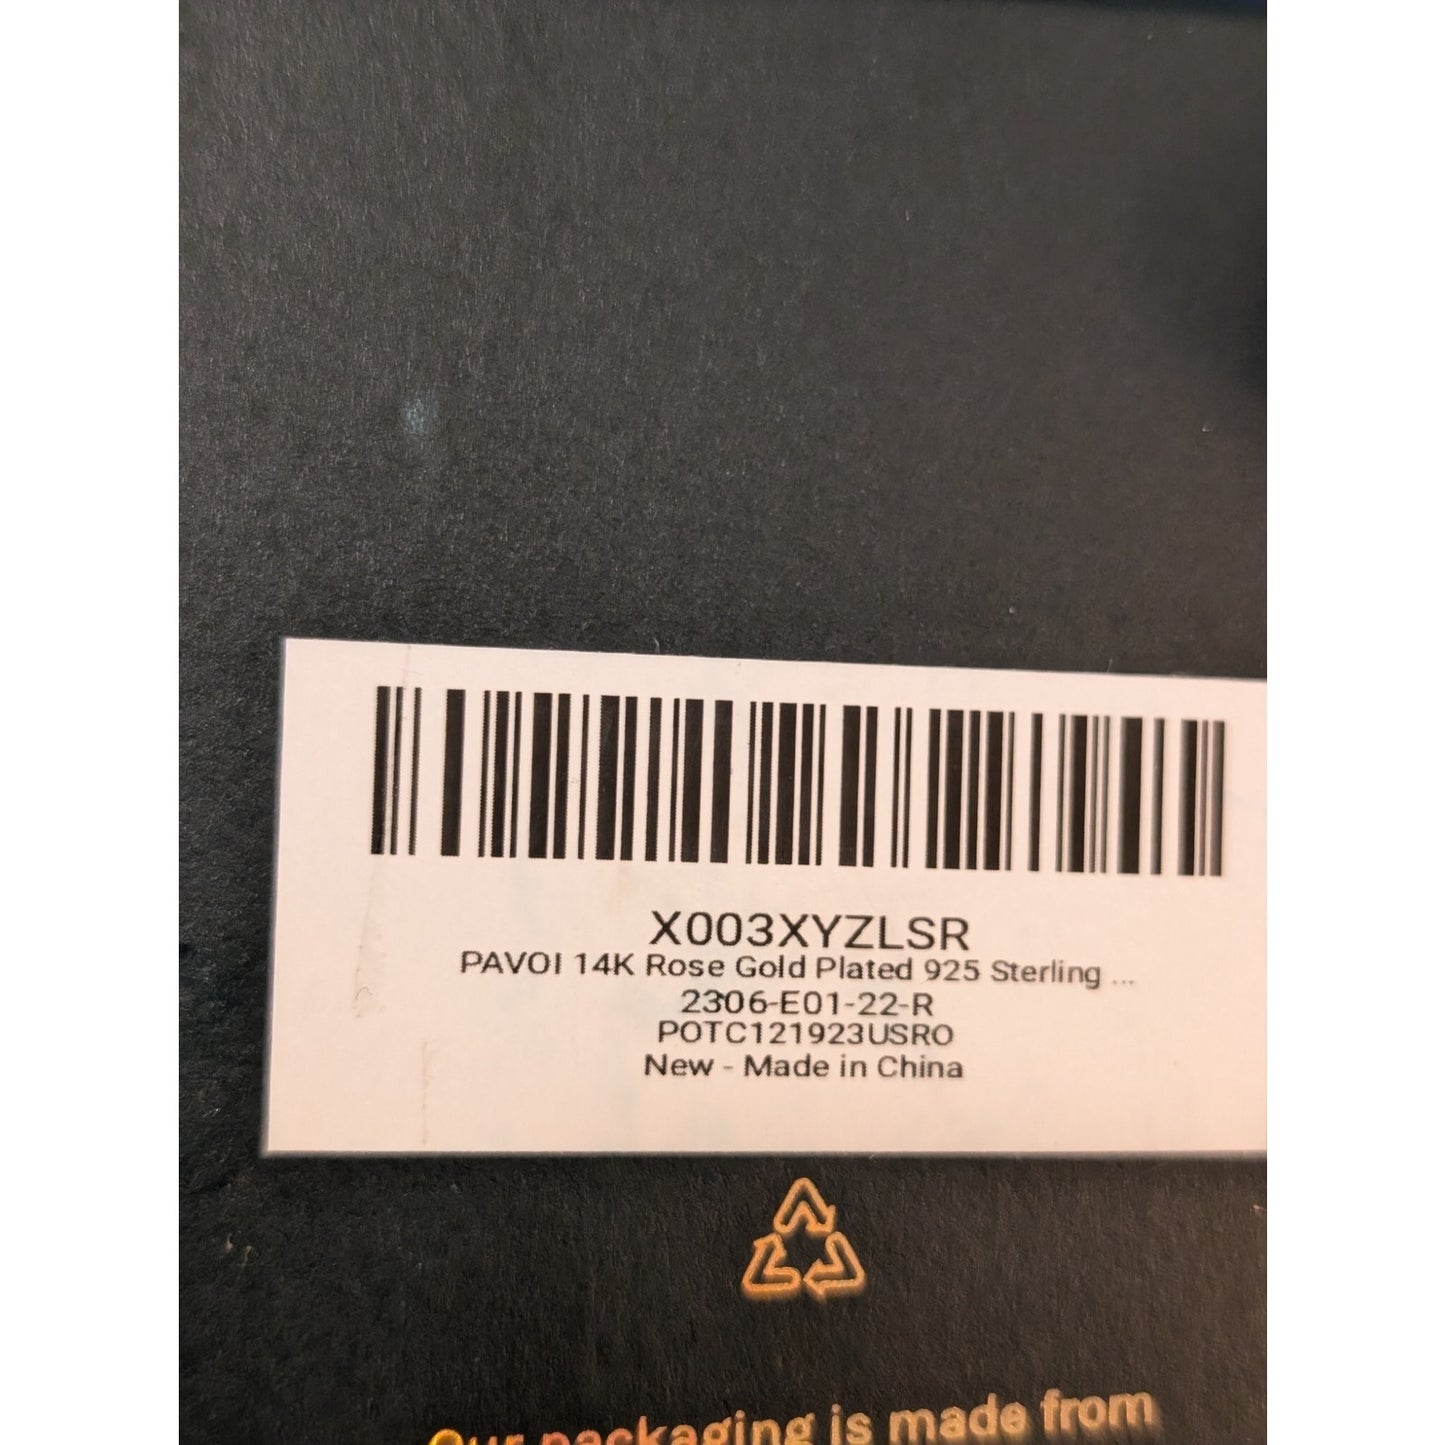 X003XYZLSR
PAVOI 14K Rose Gold Plated 925 Sterling ...
2306-E01-22-R
POTC121923USRO
New - Made in China
Our packaging is made from